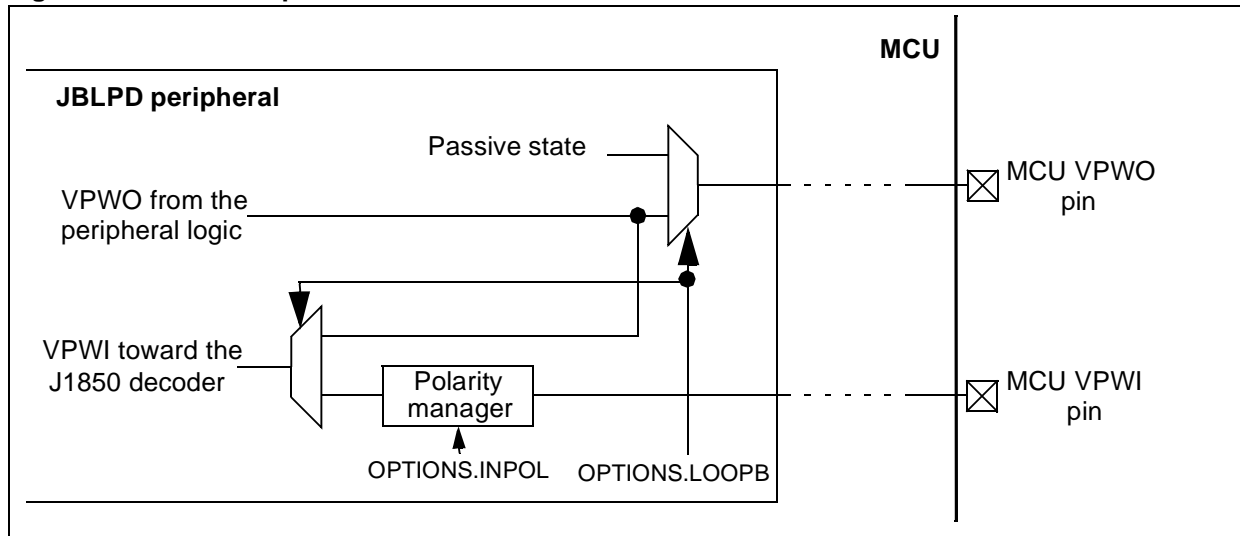 MCU
JBLPD peripheral
Passive state
VPWO from the
peripheral logic
MCU VPWO
pin
VPWI toward the
J1850 decoder
Polarity
manager
MCU VPWI
pin
OPTIONS.INPOL
OPTIONS.LOOPB